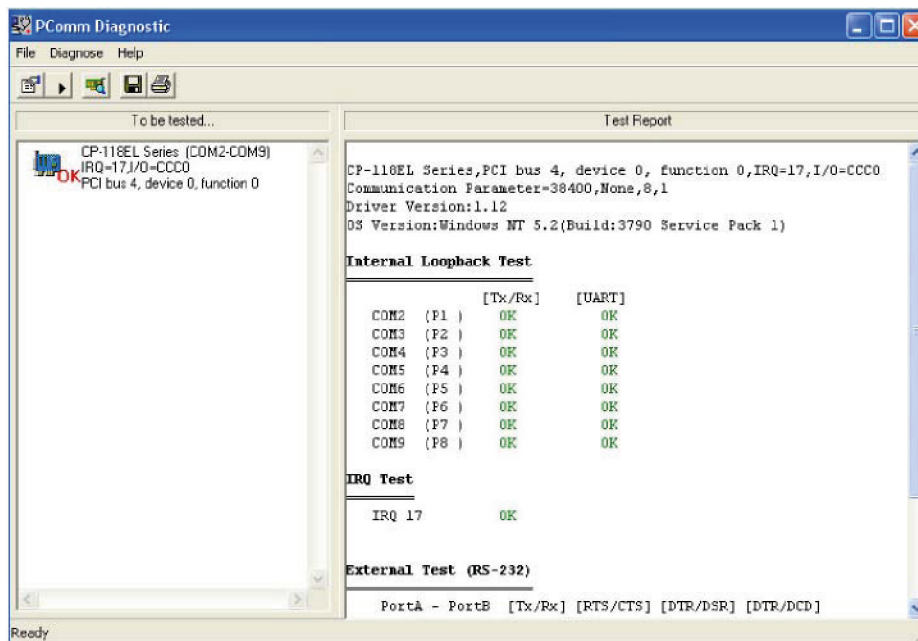 PComm Diagnostic
File Diagnose Help
To be tested...
CP-118EL Series (COM2-COM9)
IRQ=17,I/O=CCC0
PCI bus 4, device 0, function 0
OK
Test Report
CP-118EL Series,PCI bus 4, device 0, function 0,IRQ=17,I/O=CCC0
Communication Parameter=38400,None,8,1
Driver Version:1.12
OS Version:Windows NT 5.2(Build:3790 Service Pack 1)
Internal Loopback Test
[Tx/Rx] [UART]
COM2 (P1 ) OK OK
COM3 (P2 ) OK OK
COM4 (P3 ) OK OK
COM5 (P4 ) OK OK
COM6 (P5 ) OK OK
COM7 (P6 ) OK OK
COM8 (P7 ) OK OK
COM9 (P8 ) OK OK
IRQ Test
IRQ 17 OK
External Test (RS-232)
PortA - PortB [Tx/Rx] [RTS/CTS] [DTR/DSR] [DTR/DCD]
Ready